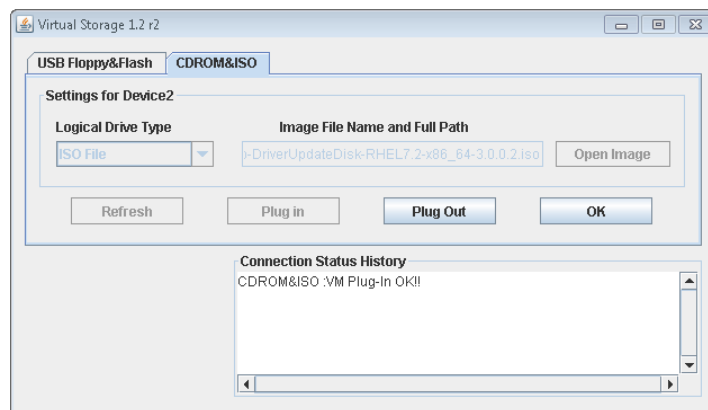 Virtual Storage 1.2 r2
USB Floppy&Flash CDROM&ISO
Settings for Device2
Logical Drive Type Image File Name and Full Path
ISO File -DriverUpdateDisk-RHEL7.2-x86_64-3.0.0.2.iso Open Image
Refresh Plug in Plug Out OK
Connection Status History
CDROM&ISO :VM Plug-In OK!!